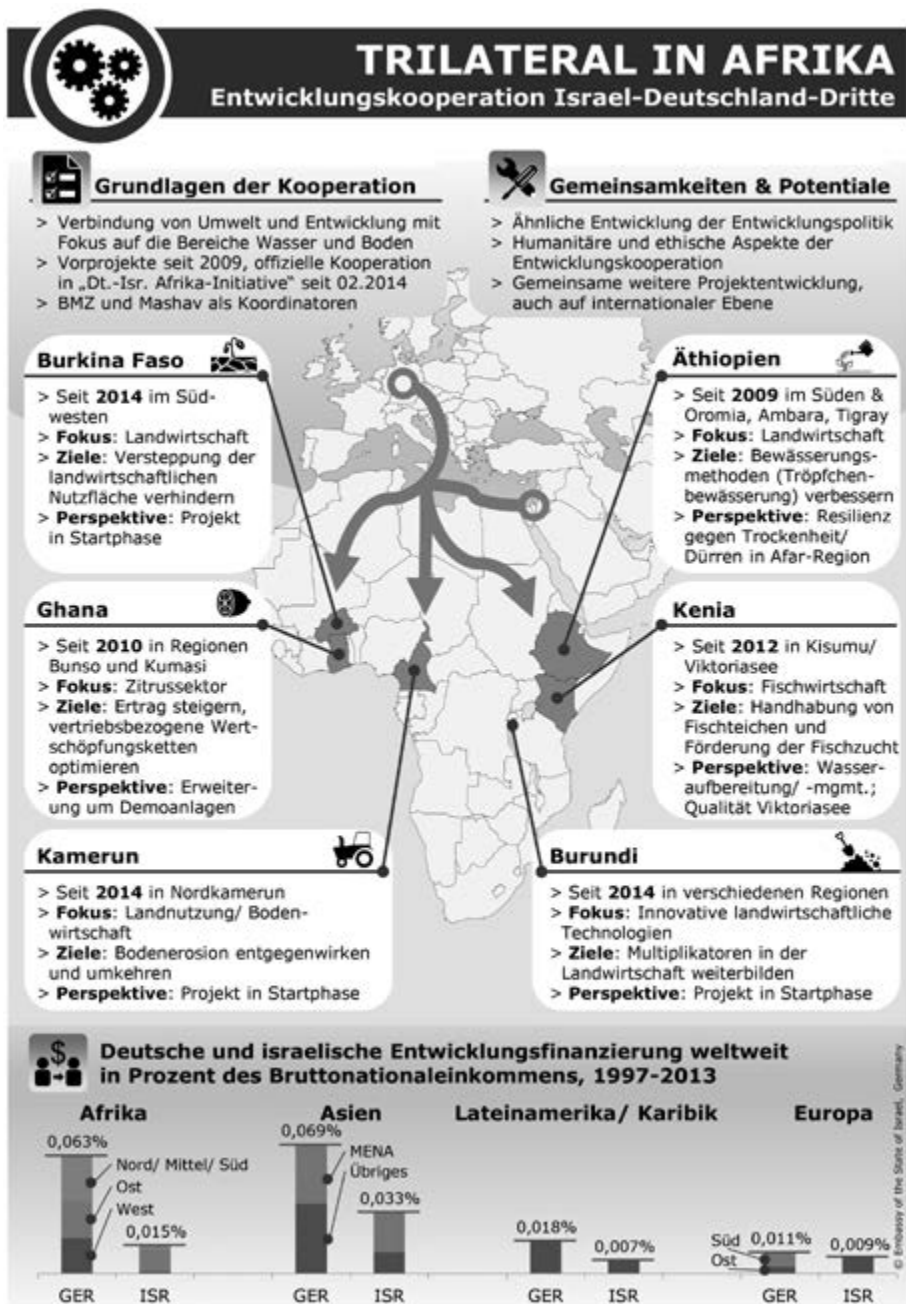 TRILATERAL IN AFRIKA
Entwicklungskooperation Israel-Deutschland-Dritte
Grundlagen der Kooperation
> Verbindung von Umwelt und Entwicklung mit
Fokus auf die Bereiche Wasser und Boden
> Vorprojekte seit 2009, offizielle Kooperation
in „Dt.-Isr. Afrika-Initiative“ seit 02.2014
> BMZ und Mashav als Koordinatoren
Gemeinsamkeiten & Potentiale
> Ähnliche Entwicklung der Entwicklungspolitik
> Humanitäre und ethische Aspekte der
Entwicklungskooperation
> Gemeinsame weitere Projektentwicklung,
auch auf internationaler Ebene
Burkina Faso
> Seit 2014 im Süd-
westen
> Fokus: Landwirtschaft
> Ziele: Versteppung der
landwirtschaftlichen
Nutzfläche verhindern
> Perspektive: Projekt
in Startphase
Äthiopien
> Seit 2009 im Süden &
Oromia, Ambara, Tigray
> Fokus: Landwirtschaft
> Ziele: Bewässerungs-
methoden (Tröpfchen-
bewässerung) verbessern
> Perspektive: Resilienz
gegen Trockenheit/
Dürren in Afar-Region
Ghana
> Seit 2010 in Regionen
Bunso und Kumasi
> Fokus: Zitrussektor
> Ziele: Ertrag steigern,
vertriebsbezogene Wert-
schöpfungsketten
optimieren
> Perspektive: Erweiter-
ung um Demoanlagen
Kenia
> Seit 2012 in Kisumu/
Viktoriasee
> Fokus: Fischwirtschaft
> Ziele: Handhabung von
Fischteichen und
Förderung der Fischzucht
> Perspektive: Wasser-
aufbereitung/ -mgmt.;
Qualität Viktoriasee
Kamerun
> Seit 2014 in Nordkamerun
> Fokus: Landnutzung/ Boden-
wirtschaft
> Ziele: Bodenerosion entgegenwirken
und umkehren
> Perspektive: Projekt in Startphase
Burundi
> Seit 2014 in verschiedenen Regionen
> Fokus: Innovative landwirtschaftliche
Technologien
> Ziele: Multiplikatoren in der
Landwirtschaft weiterbilden
> Perspektive: Projekt in Startphase
$
Deutsche und israelische Entwicklungsfinanzierung weltweit
in Prozent des Bruttonationaleinkommens, 1997-2013
Afrika
0,063%
Nord/ Mittel/ Süd
Ost
West
0,015%
GER ISR
Asien
0,069%
MENA
Übriges
0,033%
GER ISR
Lateinamerika/ Karibik
0,018%
0,007%
GER ISR
Europa
Süd
Ost
0,011%
0,009%
GER ISR
© Embassy of the State of Israel, Germany